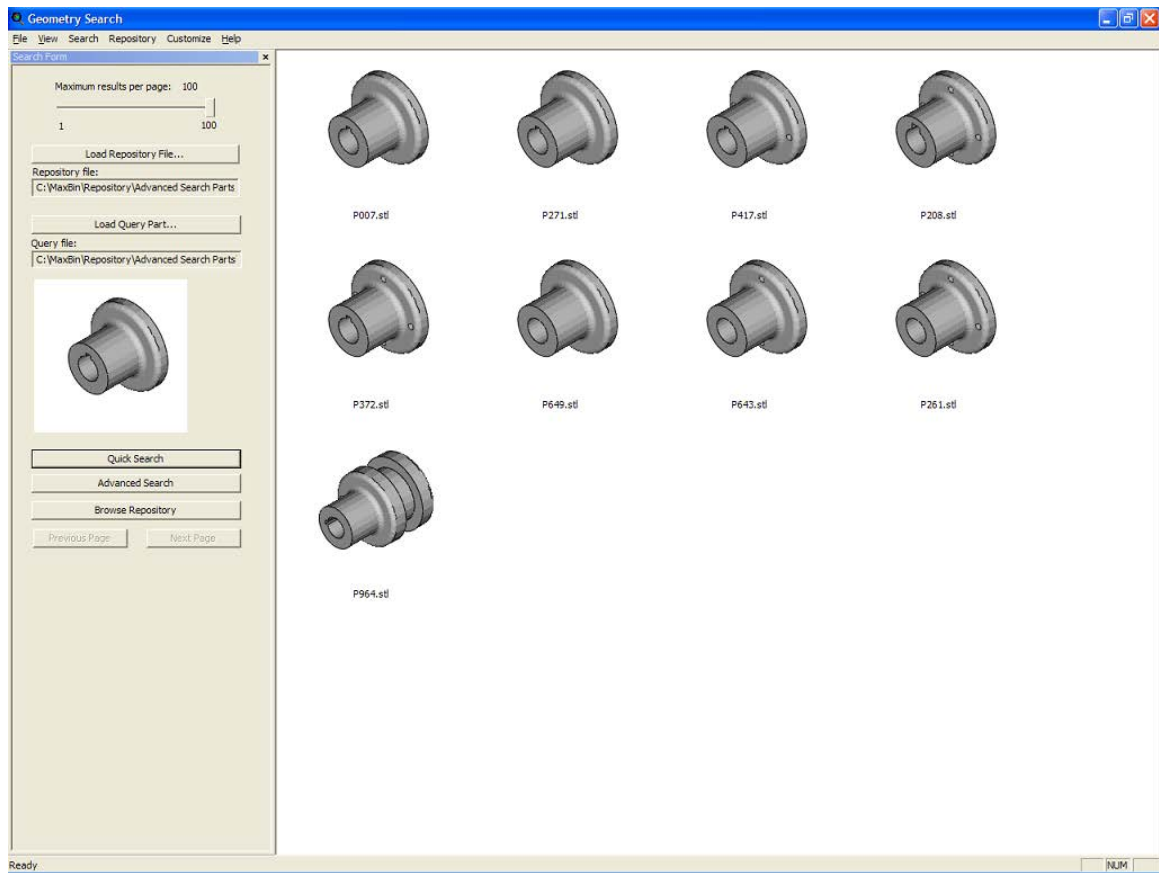 Geometry Search
File View Search Repository Customize Help
Search Form
Maximum results per page: 100
1 100
Load Repository File...
Repository file:
C:\MaxBin\Repository\Advanced Search Parts
Load Query Part...
Query file:
C:\MaxBin\Repository\Advanced Search Parts
Quick Search
Advanced Search
Browse Repository
Previous Page Next Page
P007.stl P271.stl P417.stl P208.stl
P372.stl P649.stl P643.stl P261.stl
P964.stl
Ready NUM